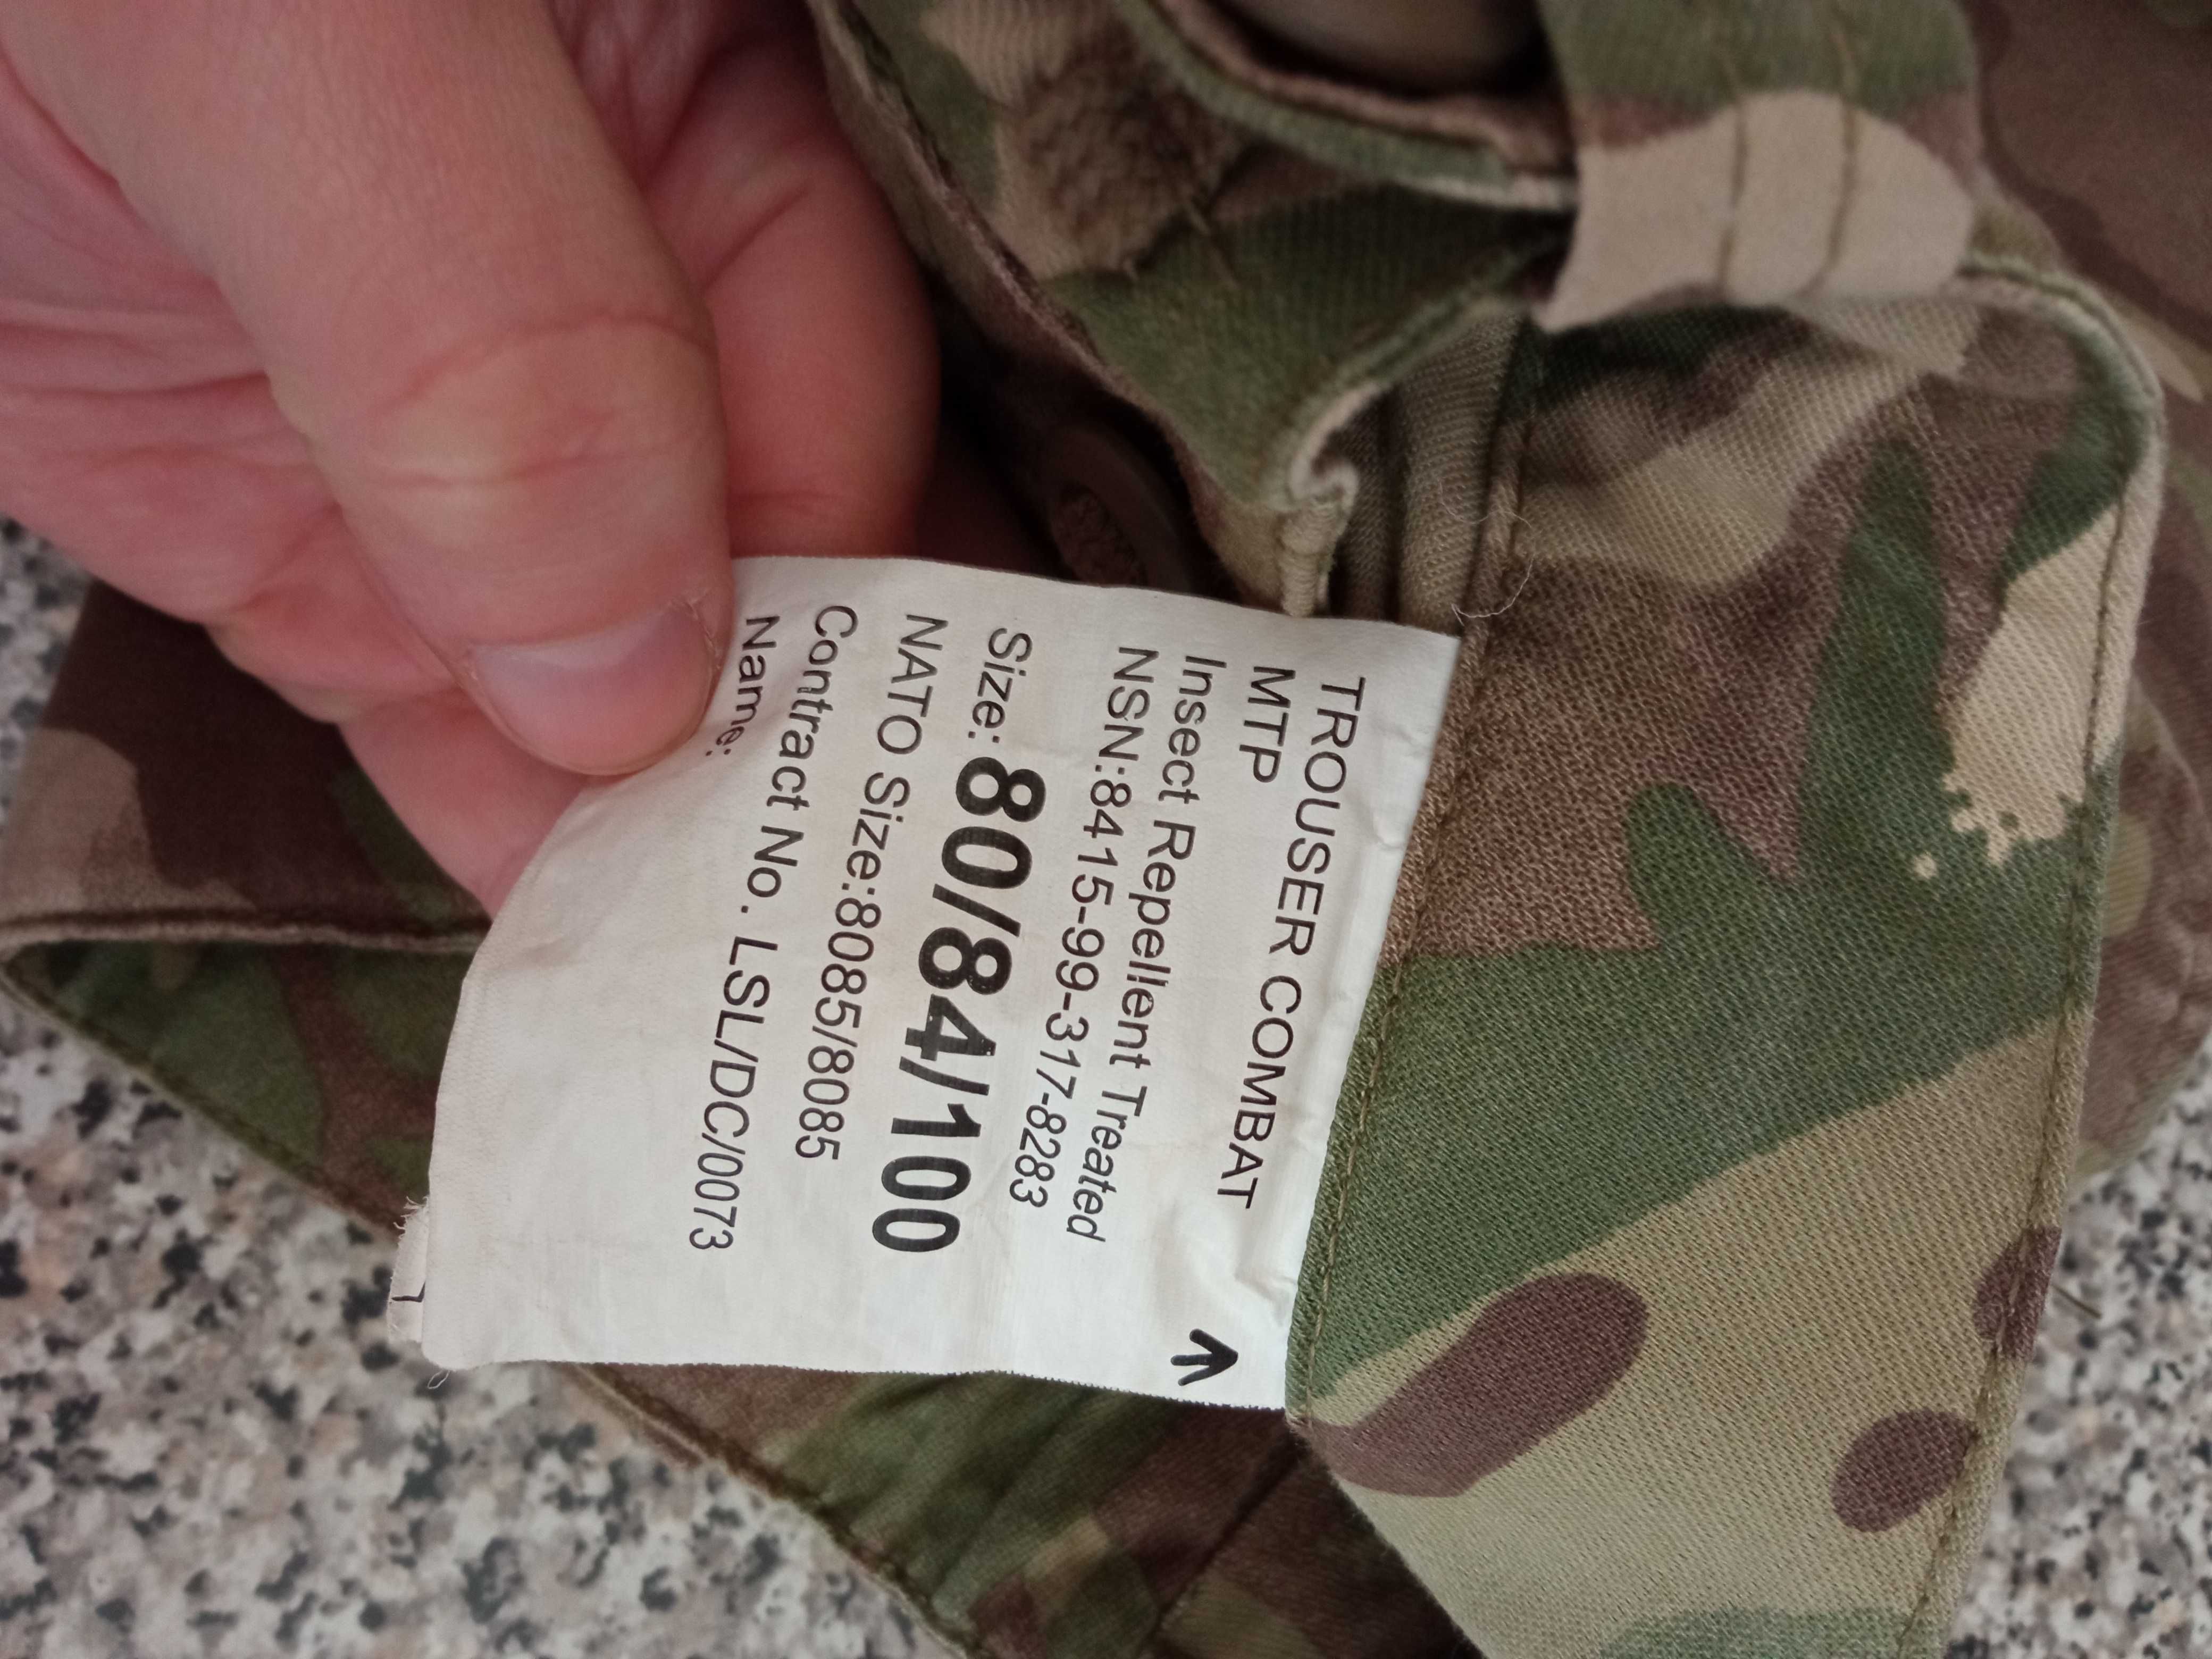 TROUSER COMBAT
MTP
Insect Repellent Treated
NSN:8415-99-317-8283
Size: 80/84/100
NATO Size:8085/8085
Contract No. LSL/DC/0073
Name: